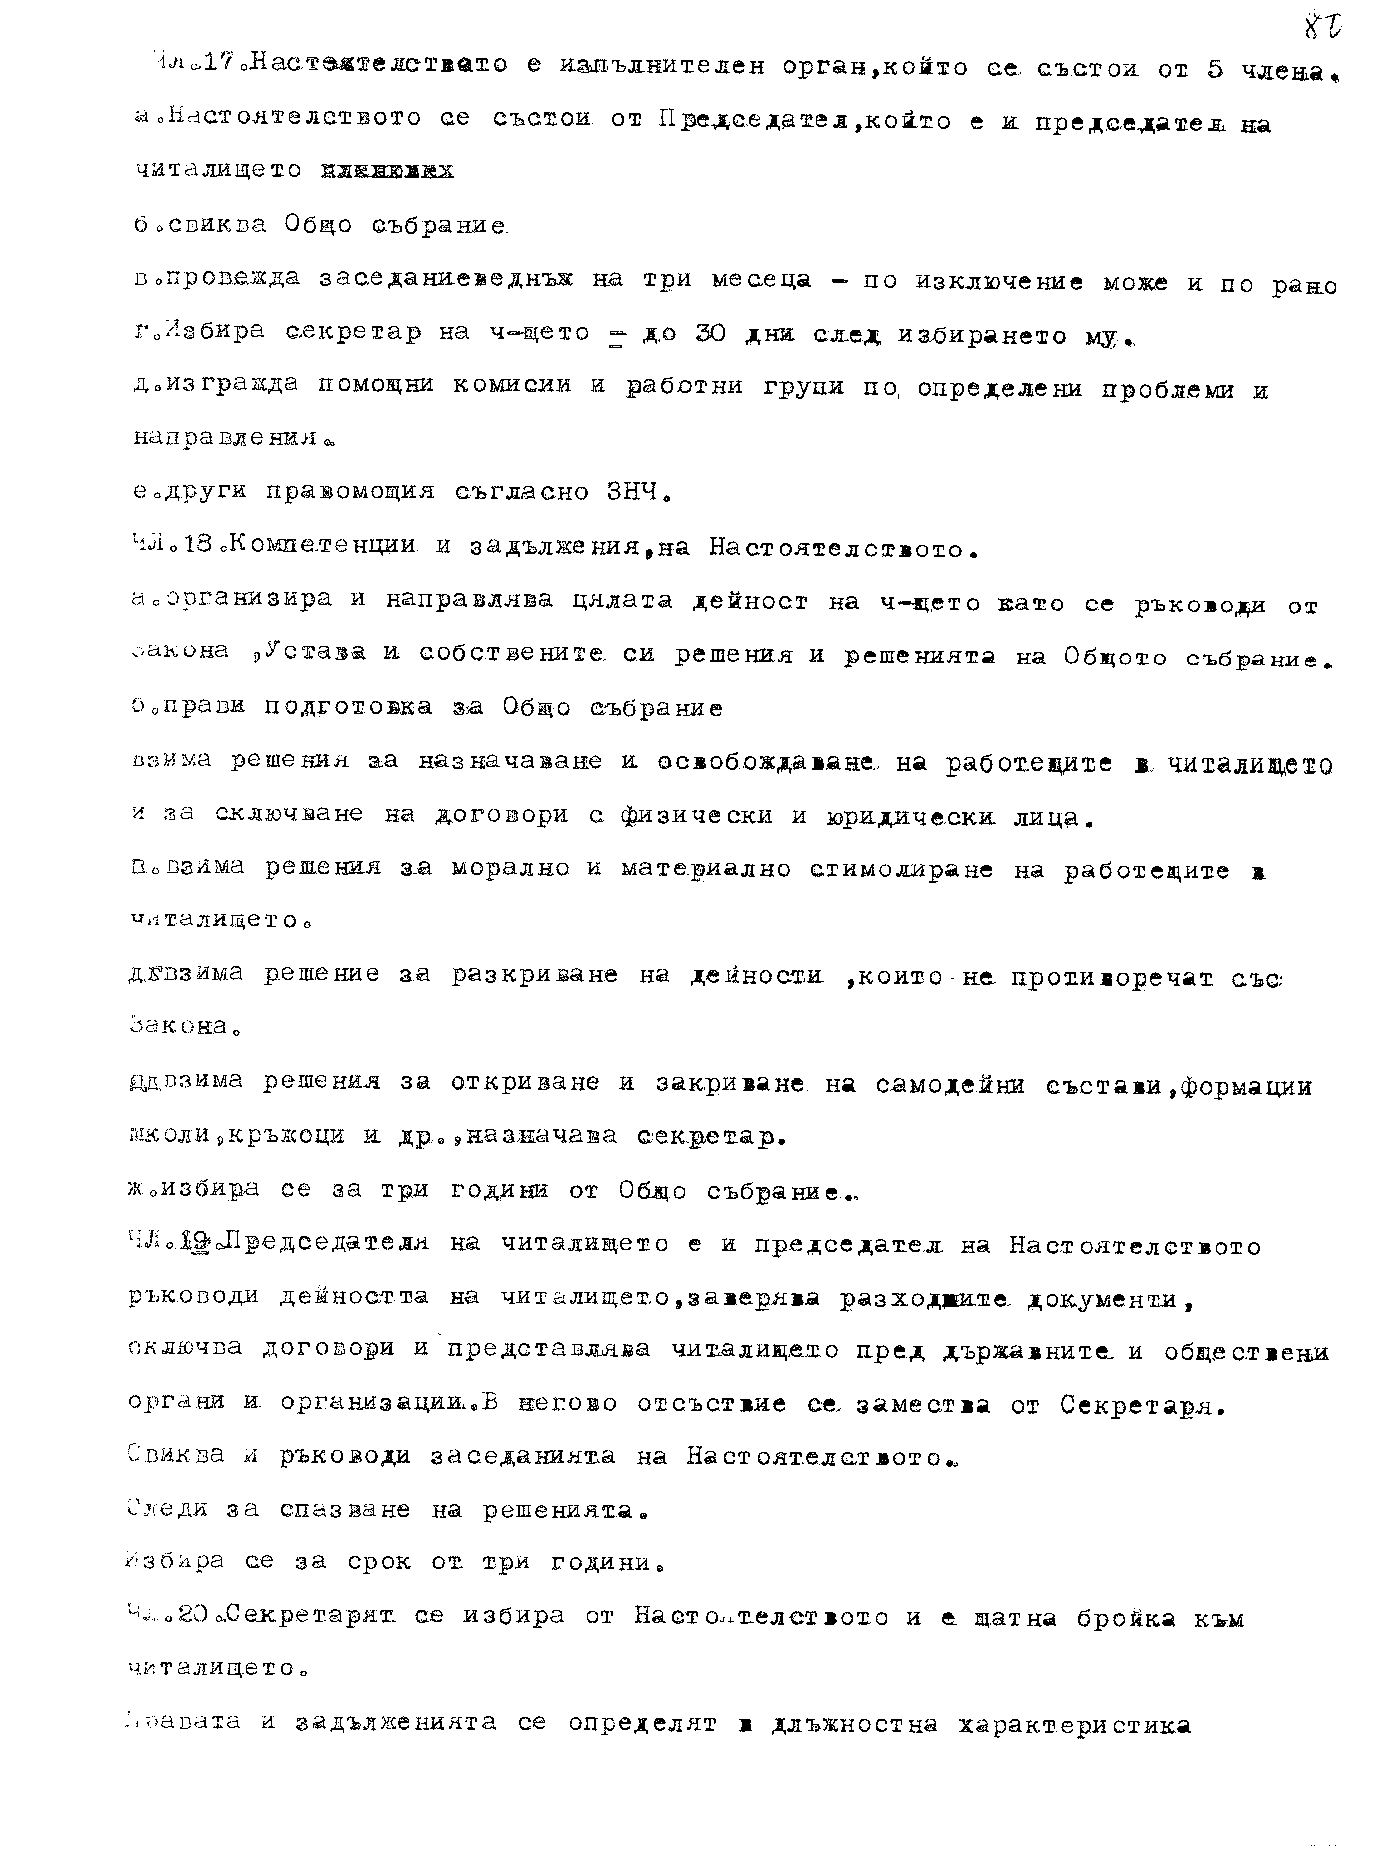 Чл.17.Настоятелството е изпълнителен орган,който се състои от 5 члена.
а.Настоятелството се състои от Председател,който е и председател на
читалището
б.свиква Общо събрание
в.провежда заседаниеведнъж на три месеца – по изключение може и по рано
г.Избира секретар на ч-щето – до 30 дни след избирането му.
д.изгражда помощни комисии и работни групи по определени проблеми и
направления.
е.други правомощия съгласно ЗНЧ.
ЧЛ.18.Компетенции и задължения,на Настоятелството.
а.организира и направлява цялата дейност на ч-щето като се ръководи от
закона ,Устава и собствените си решения и решенията на Общото събрание.
б.прави подготовка за Общо събрание
взима решения за назначаване и освобождаване на работещите в читалището
и за сключване на договори с физически и юридически лица.
п.взима решения за морално и материално стимолиране на работещите в
читалището.
дгвзима решение за разкриване на дейности ,които не противоречат със
Закона.
ддвзима решения за откриване и закриване на самодейни състави,формации
школи,кръжоци и др.,назначава секретар.
ж.избира се за три години от Общо събрание.
ЧЛ.19.Председателя на читалището е и председател на Настоятелството
ръководи дейността на читалището,заверява разходните документи,
сключва договори и представлява читалището пред държавните и обществени
органи и организации.В негово отсъствие се замества от Секретаря.
Свиква и ръководи заседанията на Настоятелството.
Следи за спазване на решенията.
Избира се за срок от три години.
Чл.20.Секретарят се избира от Настоятелството и е щатна бройка към
читалището.
Правата и задълженията се определят в длъжностна характеристика